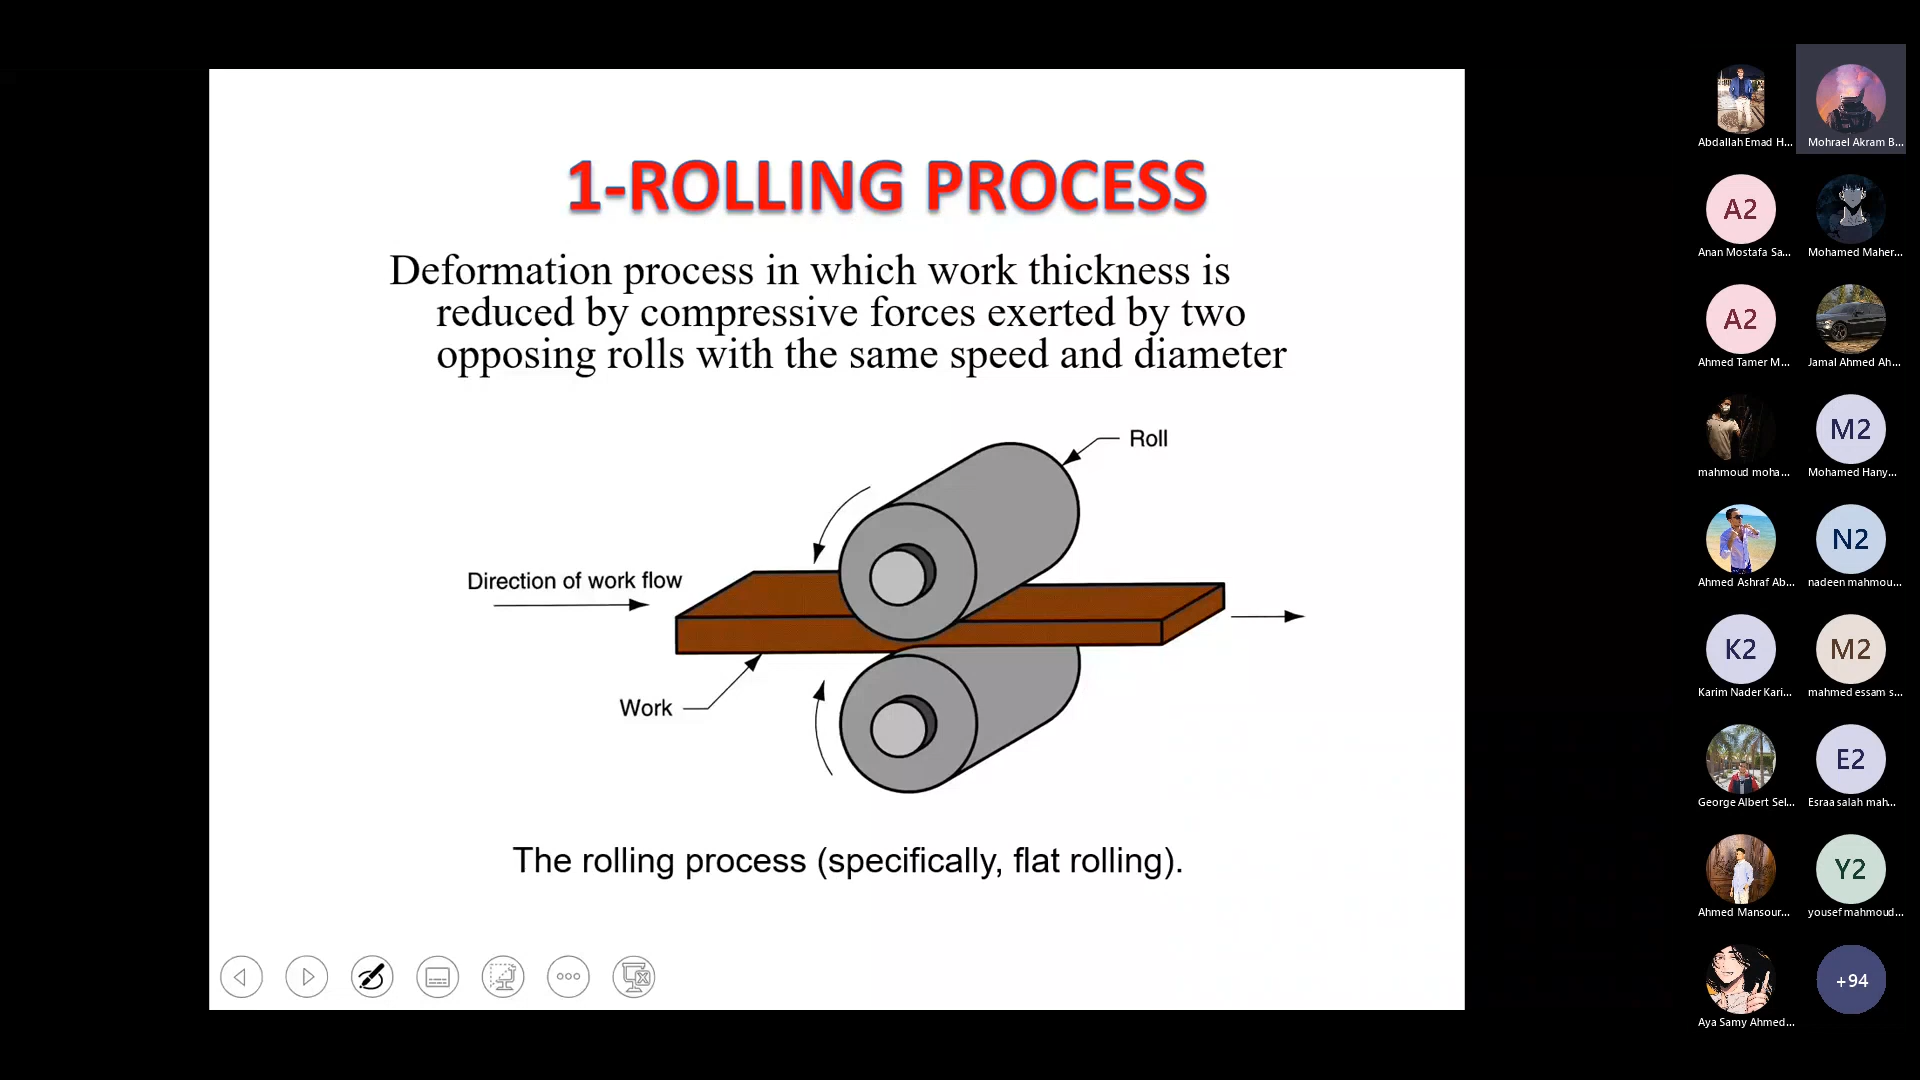 1-ROLLING PROCESS
Deformation process in which work thickness is
reduced by compressive forces exerted by two
opposing rolls with the same speed and diameter
Roll
Direction of work flow
Work
The rolling process (specifically, flat rolling).
Abdallah Emad H...
Mohrael Akram B...
A2
Anan Mostafa Sa...
Mohamed Maher...
A2
Ahmed Tamer M...
Jamal Ahmed Ah...
mahmoud moha...
M2
Mohamed Hany...
Ahmed Ashraf Ab...
N2
nadeen mahmou...
K2
Karim Nader Kari...
M2
mahmed essam s...
George Albert Sel...
E2
Esraa salah mah...
Ahmed Mansour...
Y2
yousef mahmoud...
Aya Samy Ahmed...
+94